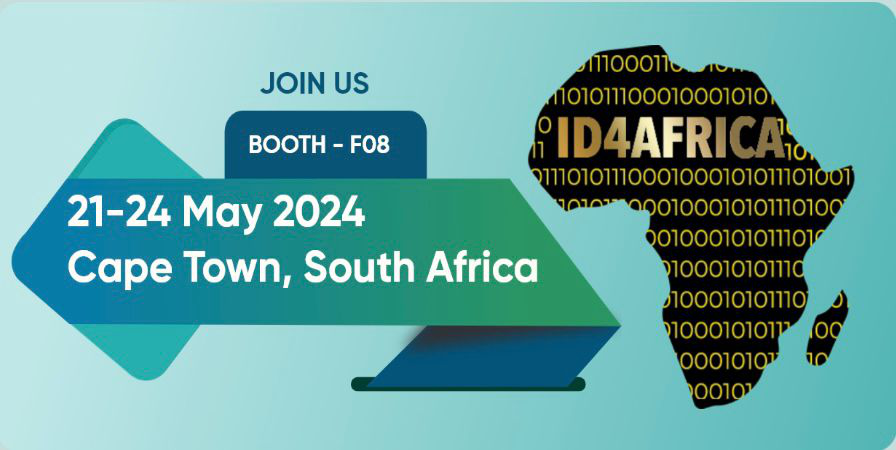 JOIN US
BOOTH - F08
21-24 May 2024
Cape Town, South Africa
ID4AFRICA